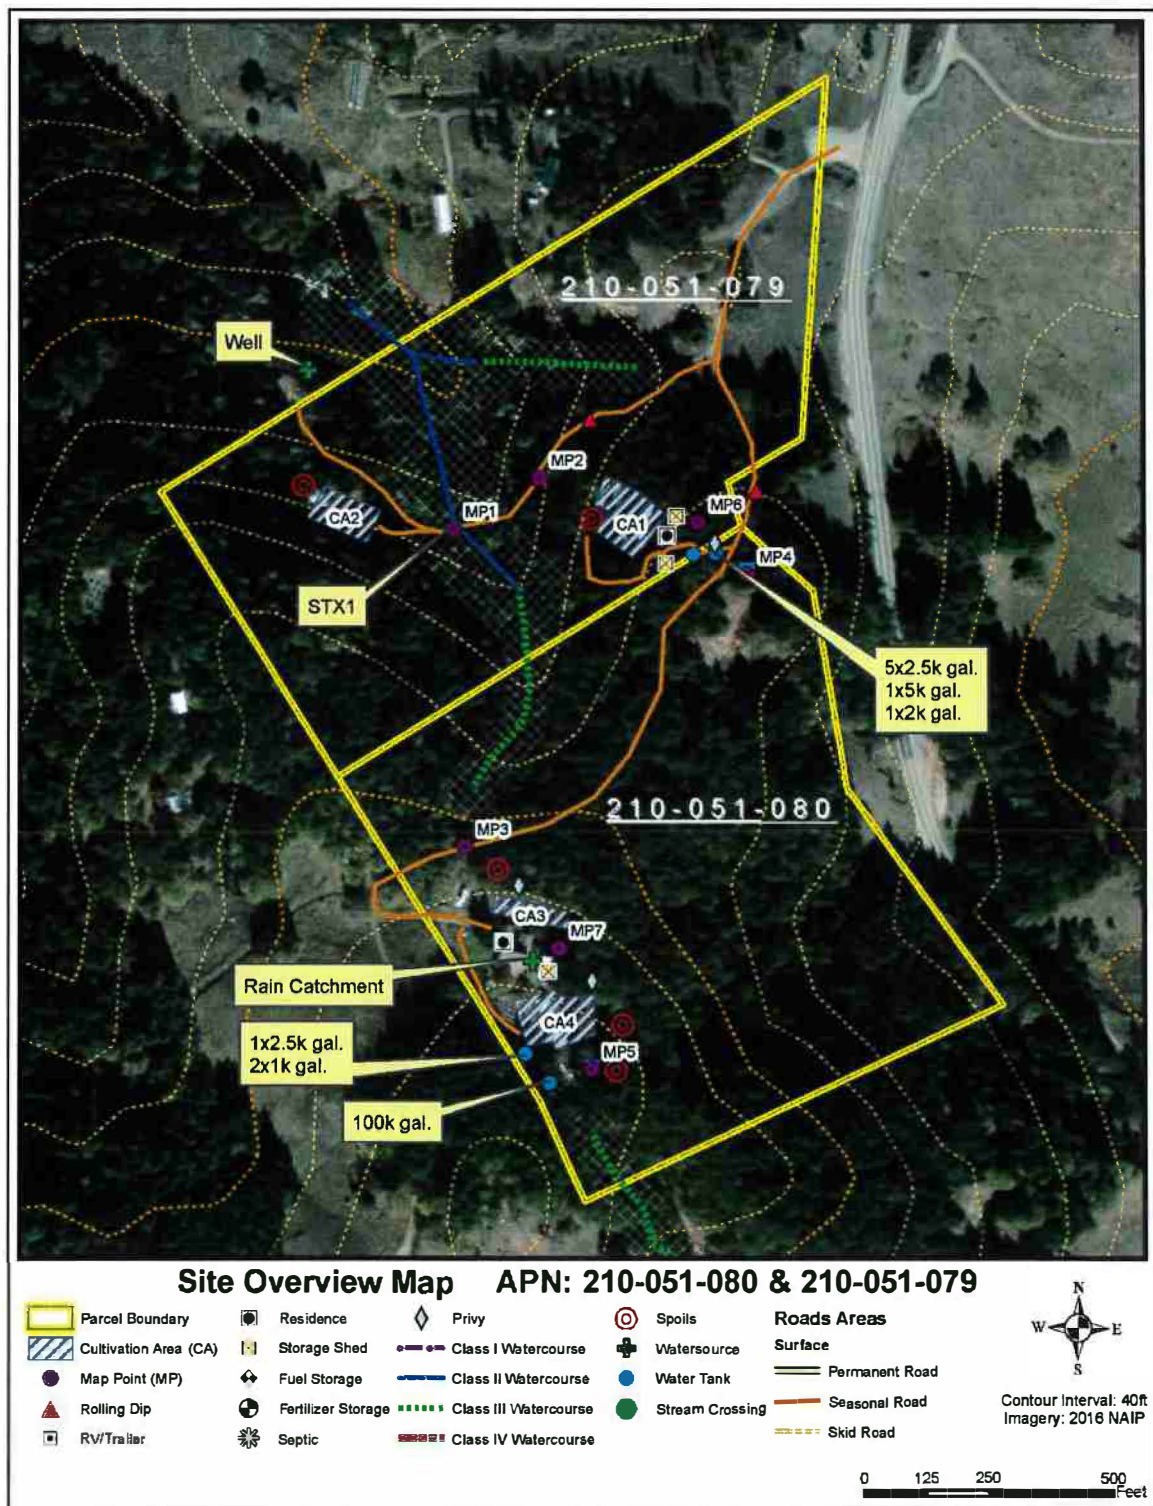 210-051-079
Well
MP2
MP1
CA2
CA1
MP6
MP4
STX1
5x2.5k gal.
1x5k gal.
1x2k gal.
210-051-080
MP3
CA3
MP7
Rain Catchment
CA4
1x2.5k gal.
2x1k gal.
MP5
100k gal.
Site Overview Map APN: 210-051-080 & 210-051-079
Parcel Boundary
Cultivation Area (CA)
Map Point (MP)
Rolling Dip
RV/Trailer
Residence
Storage Shed
Fuel Storage
Fertilizer Storage
Septic
Privy
Class I Watercourse
Class II Watercourse
Class III Watercourse
Class IV Watercourse
Spoils
Watersource
Water Tank
Stream Crossing
Roads Areas
Surface
Permanent Road
Seasonal Road
Skid Road
N
W E
S
Contour Interval: 40ft
Imagery: 2016 NAIP
0 125 250 500
Feet